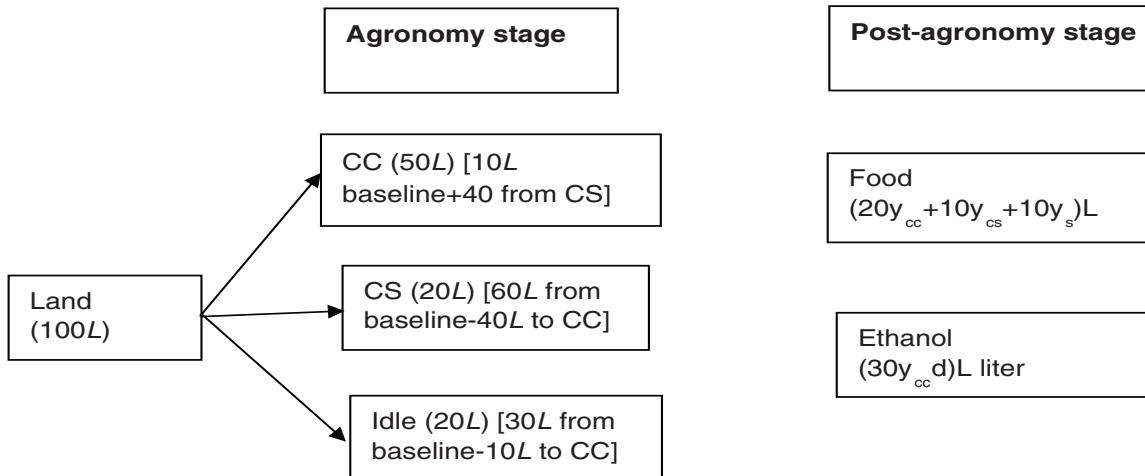 Agronomy stage
Post-agronomy stage
CC (50L) [10L
baseline+40 from CS]
Food
(20y_cc+10y_cs+10y_s)L
Land
(100L)
CS (20L) [60L from
baseline-40L to CC]
Ethanol
(30y_ccd)L liter
Idle (20L) [30L from
baseline-10L to CC]